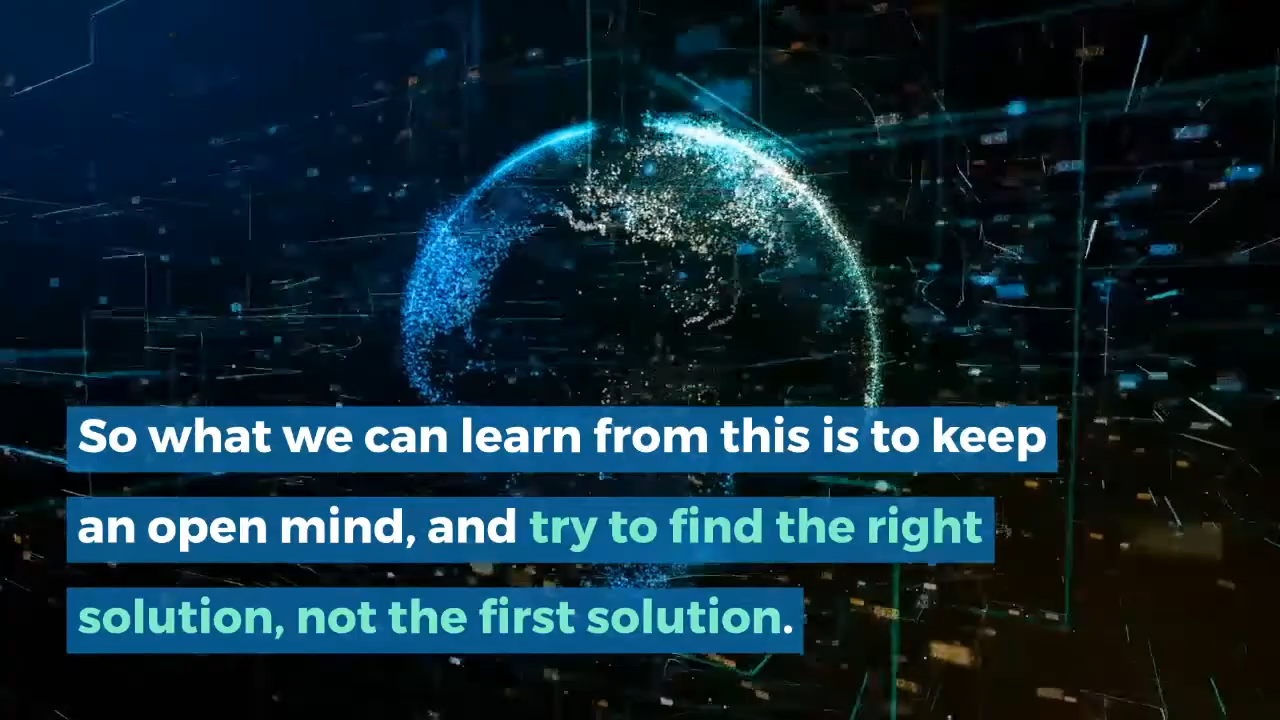 So what we can learn from this is to keep
an open mind, and try to find the right
solution, not the first solution.